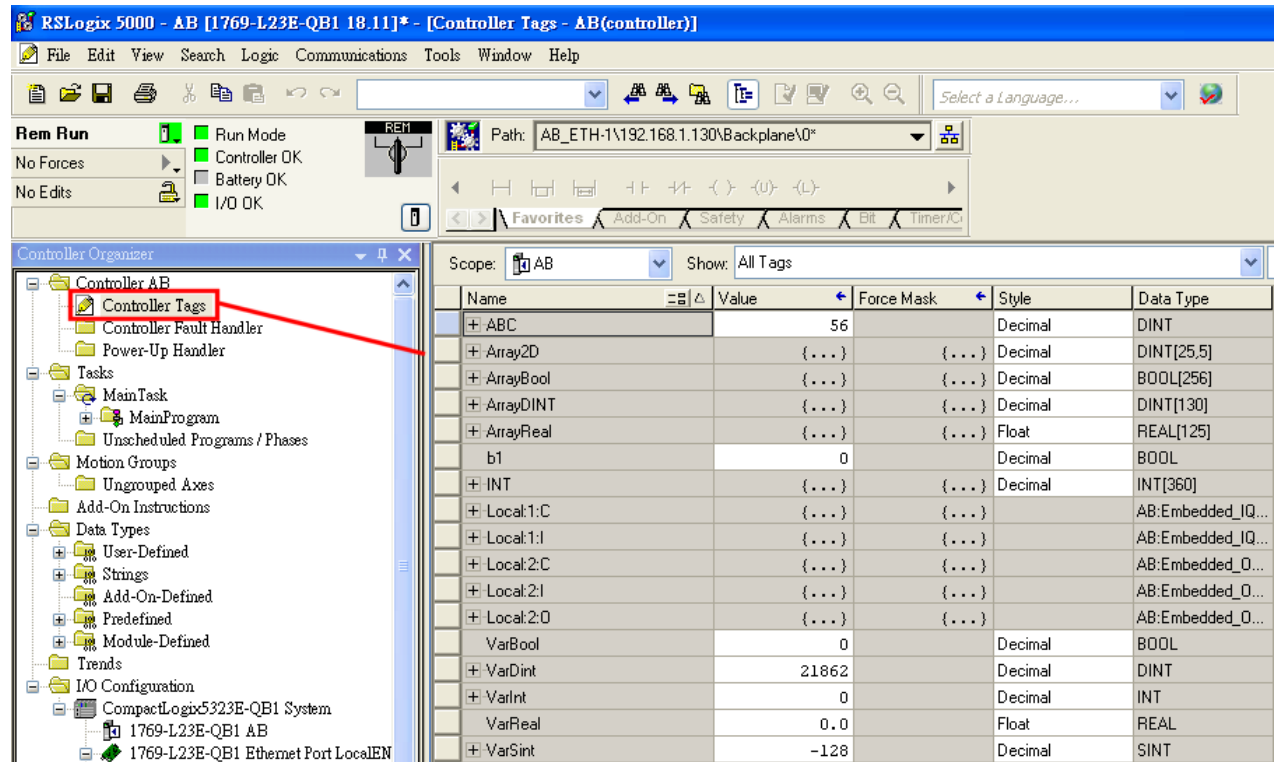 RSLogix 5000 - AB [1769-L23E-QB1 18.11]* - [Controller Tags - AB(controller)]
File Edit View Search Logic Communications Tools Window Help
Select a Language...
Rem Run
No Forces
No Edits
Run Mode
Controller OK
Battery OK
I/O OK
REM
Path: AB_ETH-1\192.168.1.130\Backplane\0*
Favorites Add-On Safety Alarms Bit Timer/C
Controller Organizer
Controller AB
Controller Tags
Controller Fault Handler
Power-Up Handler
Tasks
MainTask
MainProgram
Unscheduled Programs / Phases
Motion Groups
Ungrouped Axes
Add-On Instructions
Data Types
User-Defined
Strings
Add-On-Defined
Predefined
Module-Defined
Trends
I/O Configuration
CompactLogix5323E-QB1 System
1769-L23E-QB1 AB
1769-L23E-QB1 Ethernet Port LocalEN
Scope: AB Show: All Tags
Name Value Force Mask Style Data Type
ABC 56 Decimal DINT
Array2D {...} {...} Decimal DINT[25,5]
ArrayBool {...} {...} Decimal BOOL[256]
ArrayDINT {...} {...} Decimal DINT[130]
ArrayReal {...} {...} Float REAL[125]
b1 0 Decimal BOOL
INT {...} {...} Decimal INT[360]
Local:1:C {...} {...} AB:Embedded_IQ...
Local:1:I {...} {...} AB:Embedded_IQ...
Local:2:C {...} {...} AB:Embedded_O...
Local:2:I {...} {...} AB:Embedded_O...
Local:2:O {...} {...} AB:Embedded_O...
VarBool 0 Decimal BOOL
VarDint 21862 Decimal DINT
VarInt 0 Decimal INT
VarReal 0.0 Float REAL
VarSint -128 Decimal SINT